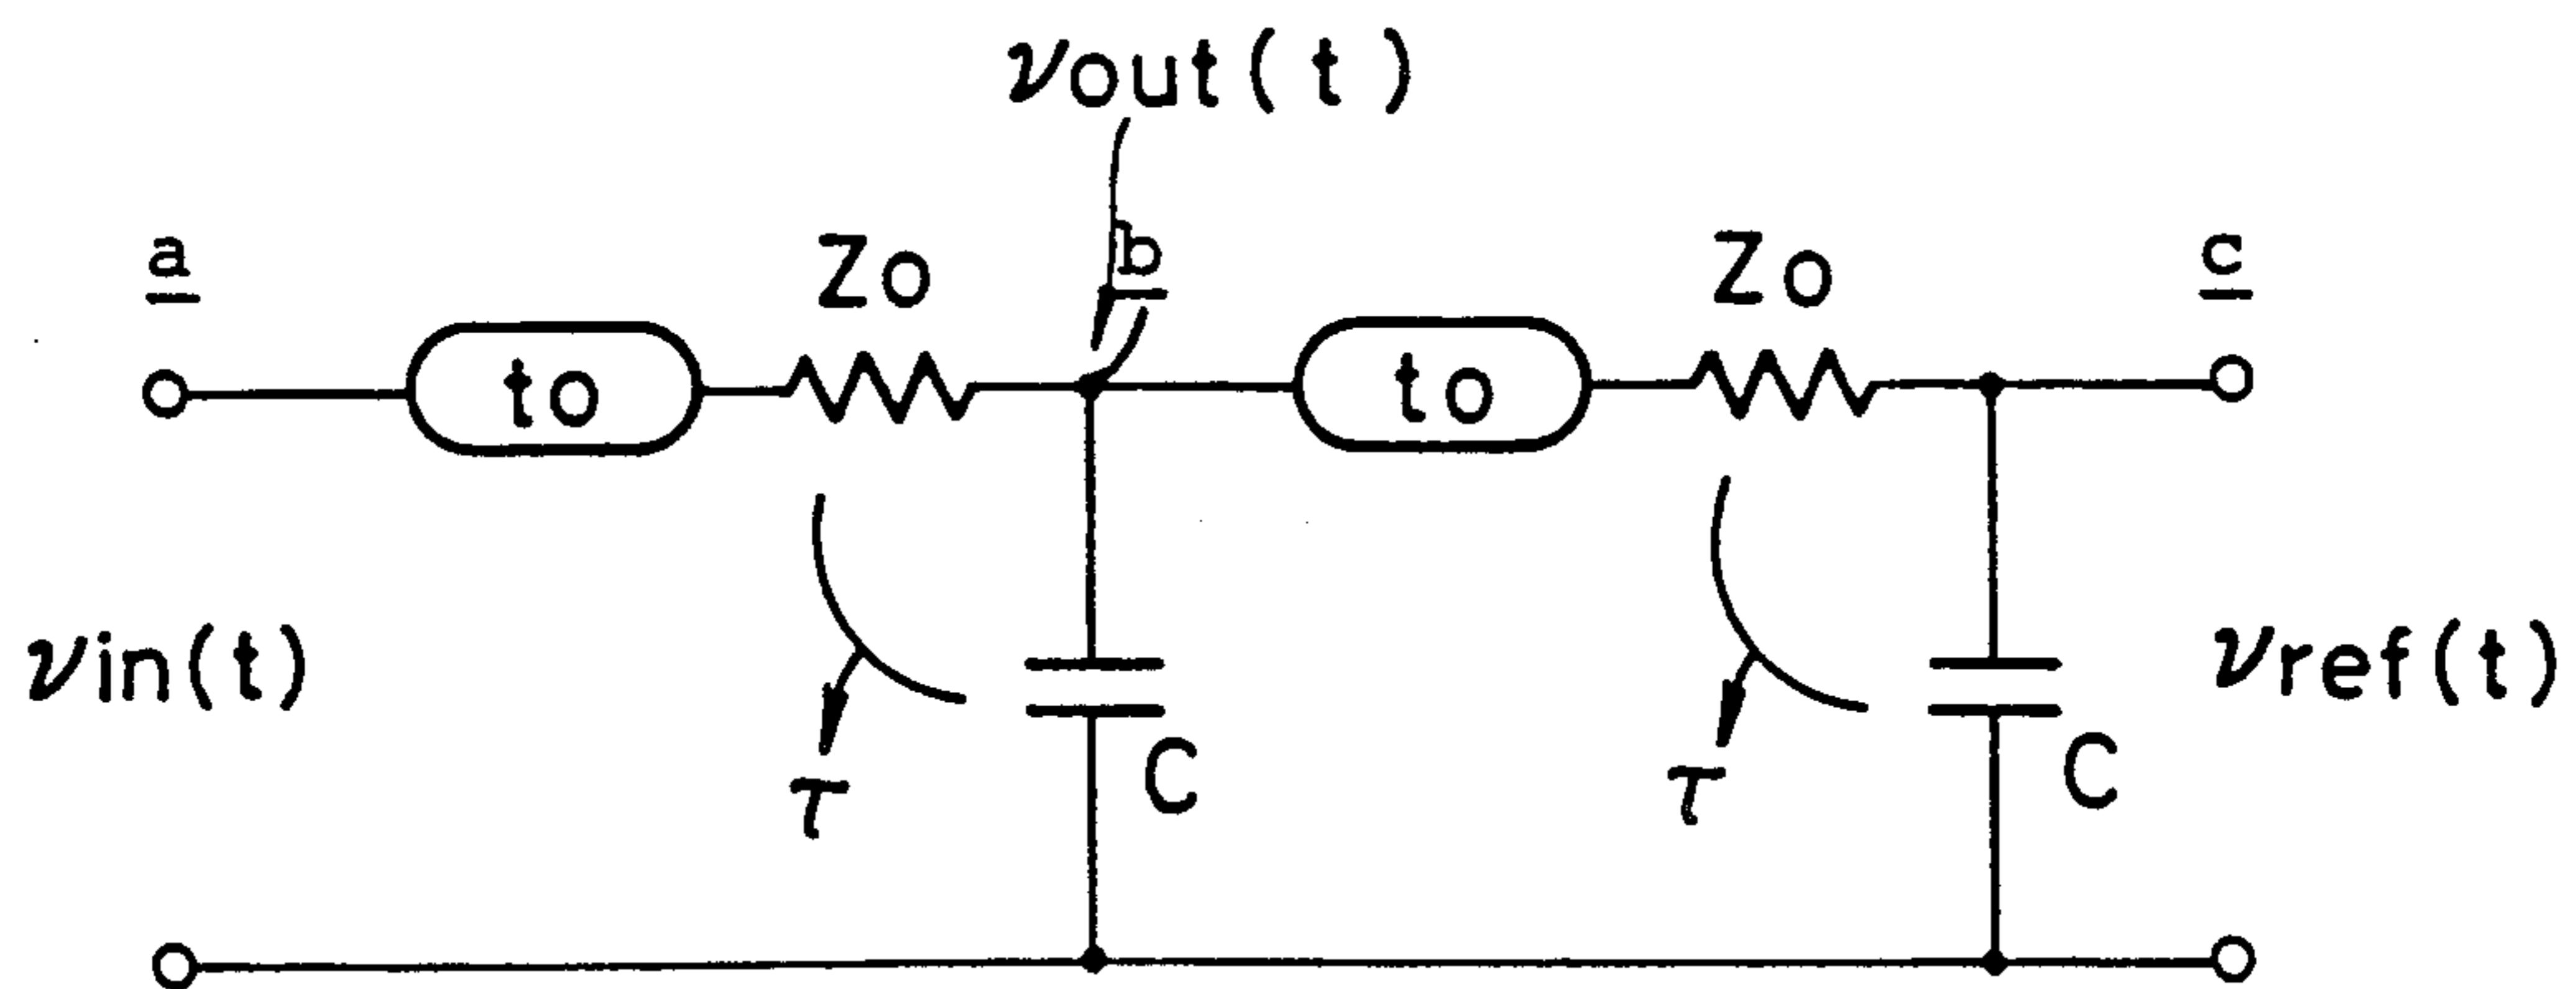 νout(t)
a
Zo
b
Zo
c
to
to
νin(t)
νref(t)
τ
C
τ
C